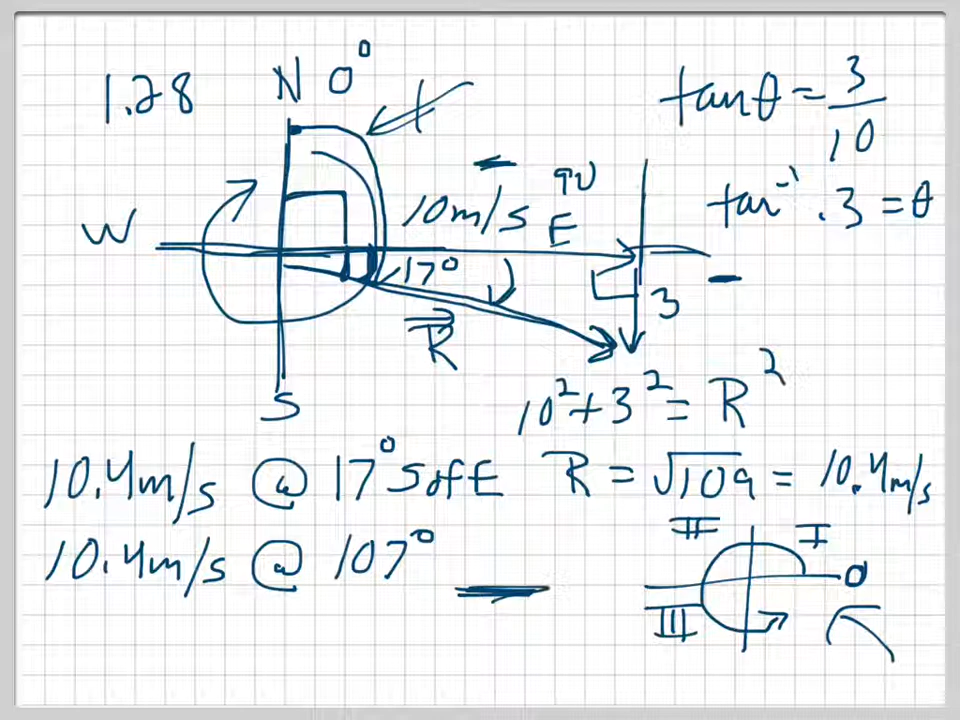 1.28
N 0°
tanθ = 3/10
W
10m/s
90
E
tan⁻¹ .3 = θ
17°
3
R
S
10² + 3² = R²
10.4m/s @ 17° S of E
R = √109 = 10.4m/s
10.4m/s @ 107°
II
I
0
III